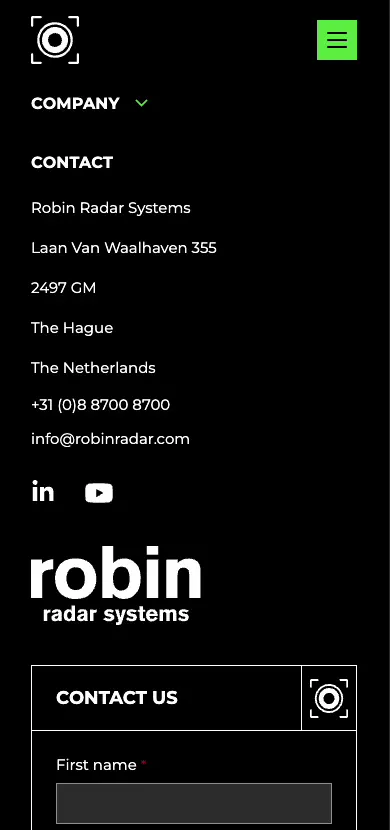 COMPANY
CONTACT
Robin Radar Systems
Laan Van Waalhaven 355
2497 GM
The Hague
The Netherlands
+31 (0)8 8700 8700
info@robinradar.com
in
robin
radar systems
CONTACT US
First name *